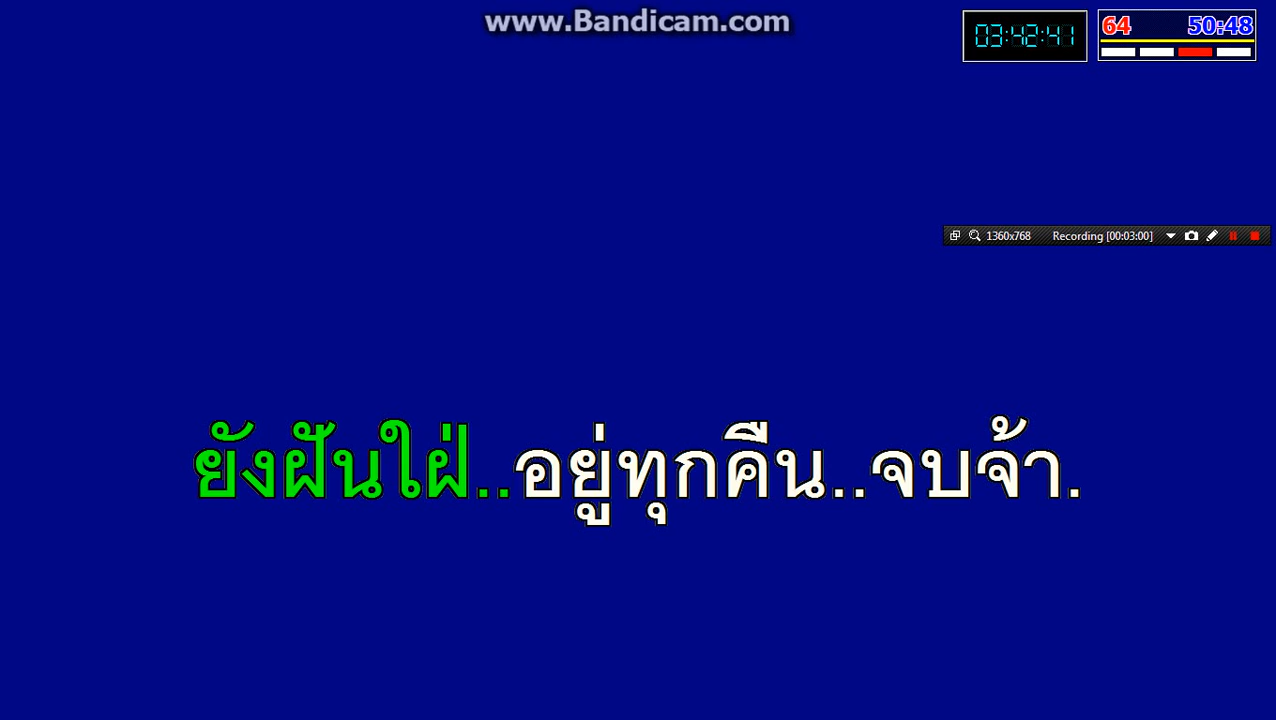 www.Bandicam.com
03:42:41
64 50:48
1360x768 Recording [00:03:00]
ยังฝันใฝ่..อยู่ทุกคืน..จบจ้า.